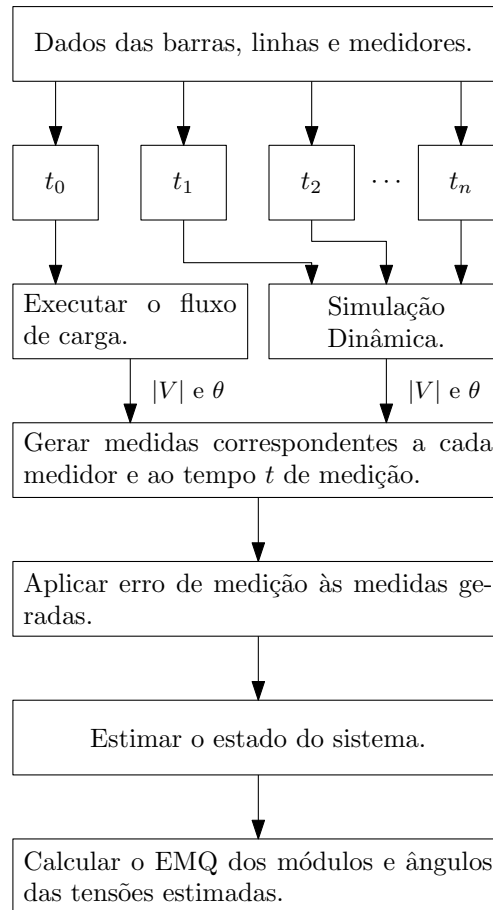 Dados das barras, linhas e medidores.
t₀ t₁ t₂ ⋯ tₙ
Executar o fluxo
de carga.
Simulação
Dinâmica.
|V| e θ |V| e θ
Gerar medidas correspondentes a cada
medidor e ao tempo t de medição.
Aplicar erro de medição às medidas ge-
radas.
Estimar o estado do sistema.
Calcular o EMQ dos módulos e ângulos
das tensões estimadas.